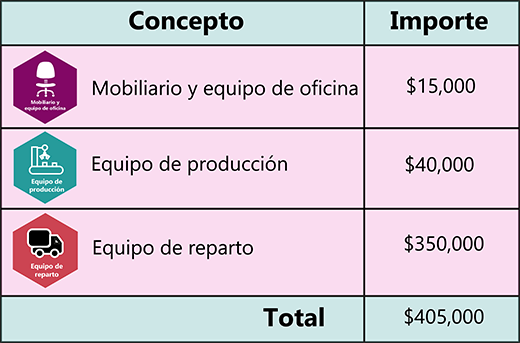 Concepto Importe
Mobiliario y
equipo de oficina
Mobiliario y equipo de oficina $15,000
Equipo de
producción
Equipo de producción $40,000
Equipo de
reparto
Equipo de reparto $350,000
Total $405,000